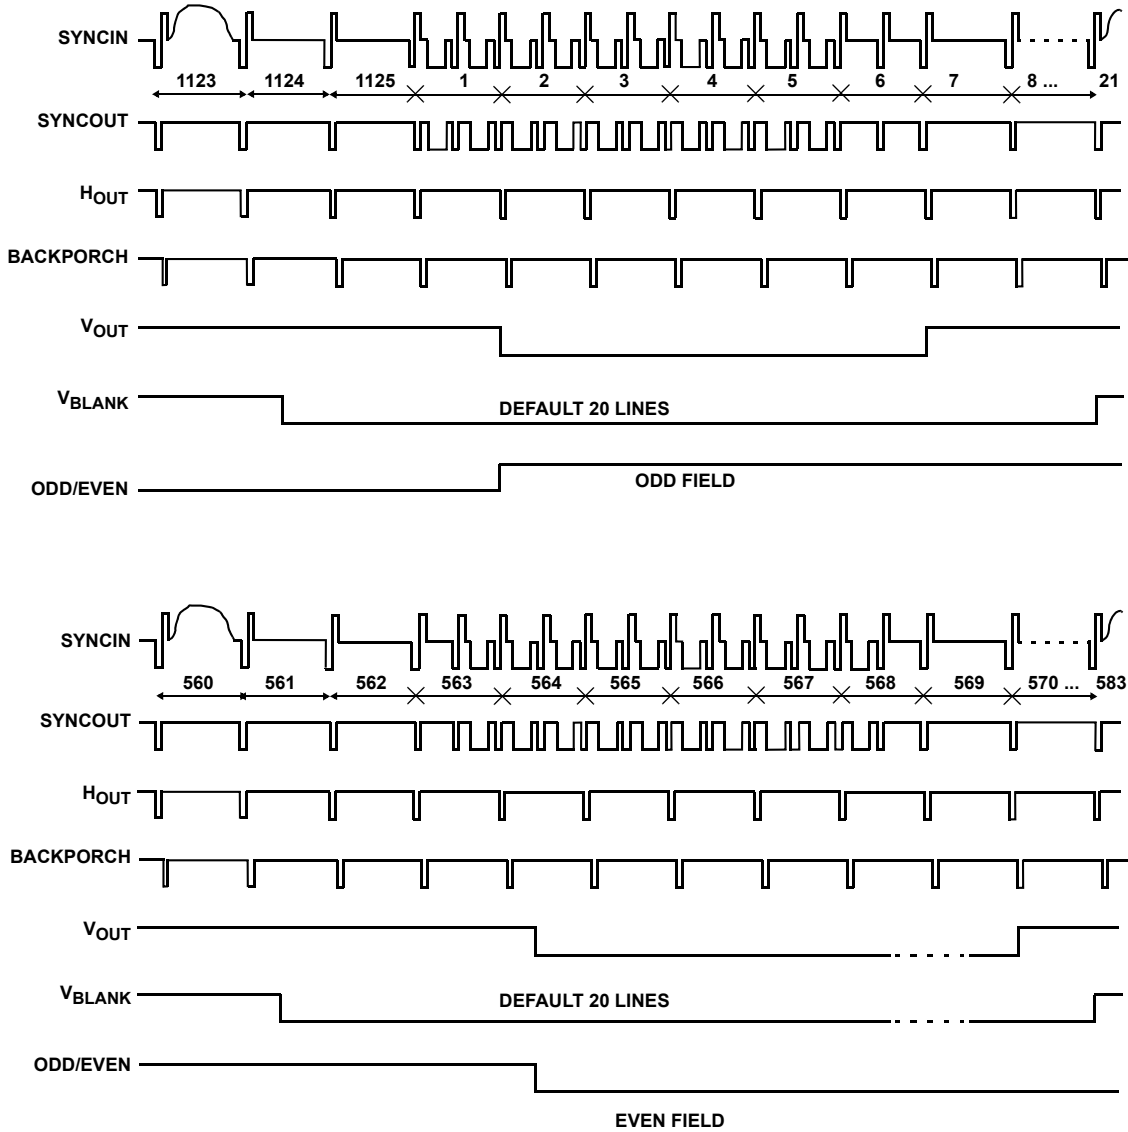 SYNCIN
1123 1124 1125 1 2 3 4 5 6 7 8 ... 21
SYNCOUT
HOUT
BACKPORCH
VOUT
VBLANK
DEFAULT 20 LINES
ODD/EVEN
ODD FIELD
SYNCIN
560 561 562 563 564 565 566 567 568 569 570 ... 583
SYNCOUT
HOUT
BACKPORCH
VOUT
VBLANK
DEFAULT 20 LINES
ODD/EVEN
EVEN FIELD